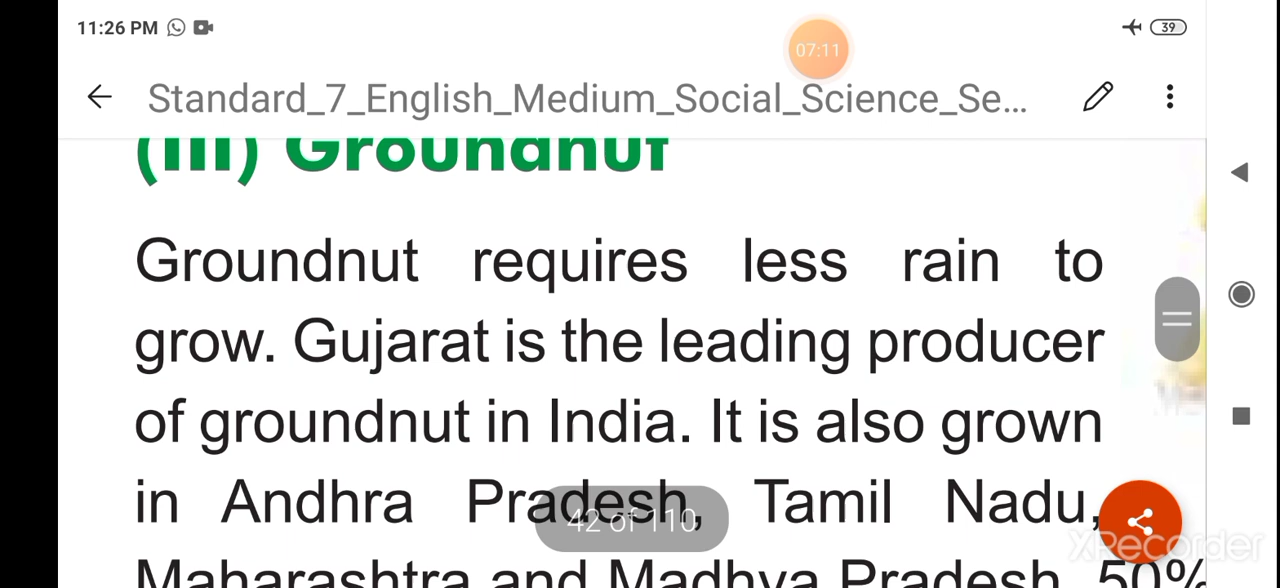 11:26 PM
07:11
39
Standard_7_English_Medium_Social_Science_Se...
(iii) Groundnut
Groundnut requires less rain to
grow. Gujarat is the leading producer
of groundnut in India. It is also grown
in Andhra Pradesh, Tamil Nadu,
42 of 110
Maharashtra and Madhya Pradesh. 50%
XRecorder